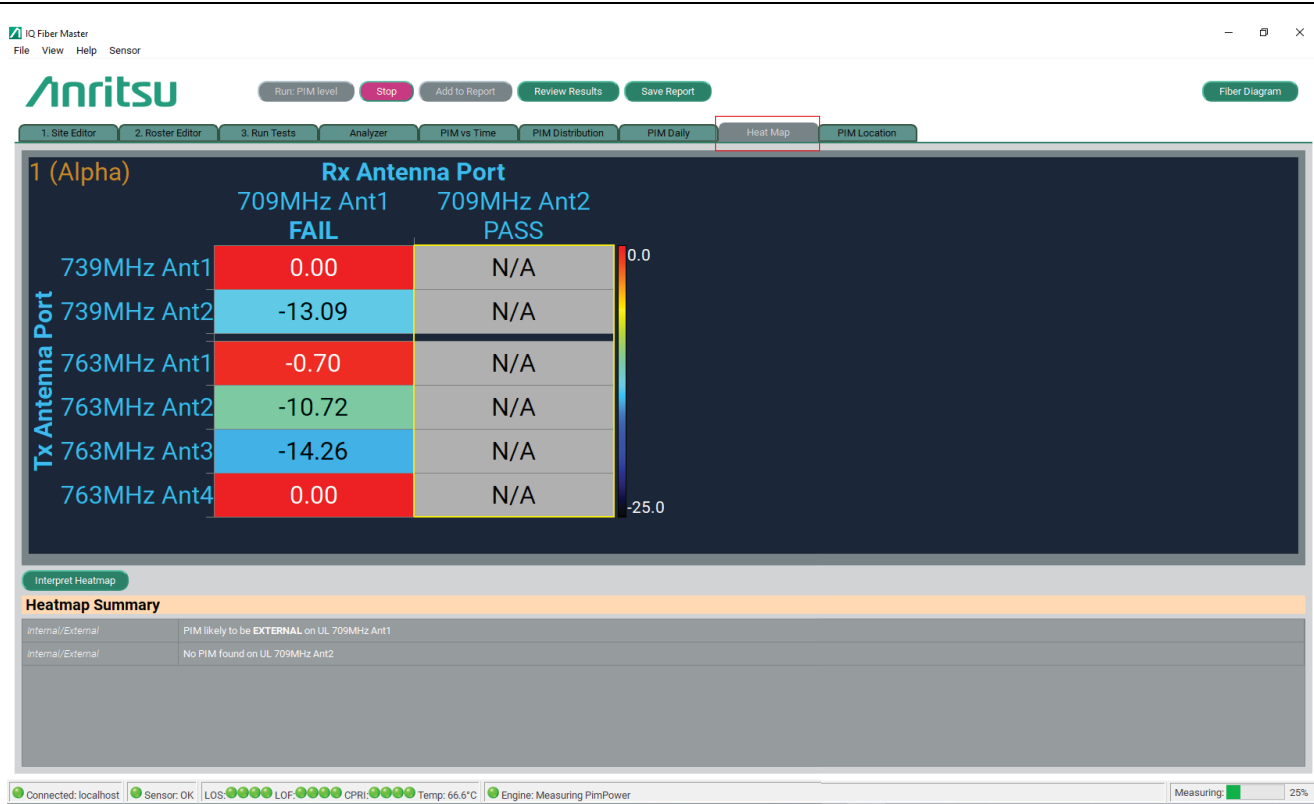 IQ Fiber Master
File View Help Sensor
Anritsu
Run: PIM level Stop Add to Report Review Results Save Report Fiber Diagram
1. Site Editor 2. Roster Editor 3. Run Tests Analyzer PIM vs Time PIM Distribution PIM Daily Heat Map PIM Location
1 (Alpha) Rx Antenna Port
709MHz Ant1 709MHz Ant2
FAIL PASS
Tx Antenna Port
739MHz Ant1 0.00 N/A 0.0
739MHz Ant2 -13.09 N/A
763MHz Ant1 -0.70 N/A
763MHz Ant2 -10.72 N/A
763MHz Ant3 -14.26 N/A
763MHz Ant4 0.00 N/A -25.0
Interpret Heatmap
Heatmap Summary
Internal/External PIM likely to be EXTERNAL on UL 709MHz Ant1
Internal/External No PIM found on UL 709MHz Ant2
Connected: localhost Sensor: OK LOS: LOF: CPRI: Temp: 66.6°C Engine: Measuring PimPower Measuring: 25%